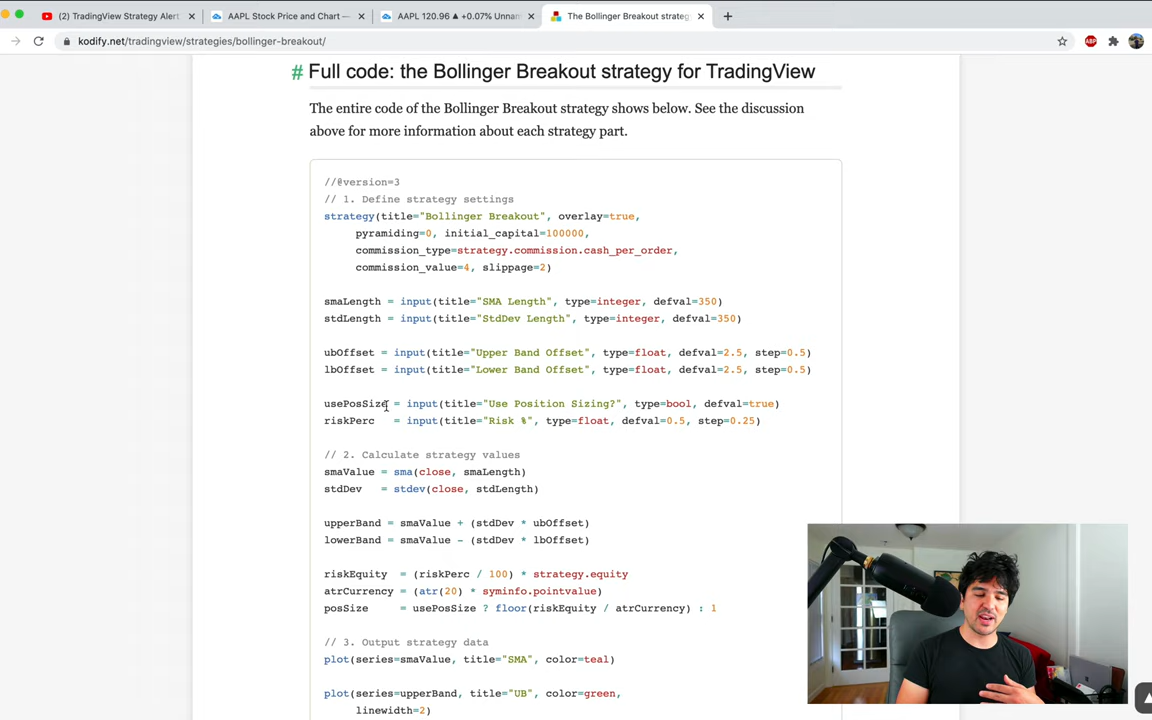 (2) TradingView Strategy Alert
AAPL Stock Price and Chart —
AAPL 120.96 ▲ +0.07% Unnam
The Bollinger Breakout strateg
kodify.net/tradingview/strategies/bollinger-breakout/
ABP
# Full code: the Bollinger Breakout strategy for TradingView
The entire code of the Bollinger Breakout strategy shows below. See the discussion
above for more information about each strategy part.
//@version=3
// 1. Define strategy settings
strategy(title="Bollinger Breakout", overlay=true,
pyramiding=0, initial_capital=100000,
commission_type=strategy.commission.cash_per_order,
commission_value=4, slippage=2)
smaLength = input(title="SMA Length", type=integer, defval=350)
stdLength = input(title="StdDev Length", type=integer, defval=350)
ubOffset = input(title="Upper Band Offset", type=float, defval=2.5, step=0.5)
lbOffset = input(title="Lower Band Offset", type=float, defval=2.5, step=0.5)
usePosSize = input(title="Use Position Sizing?", type=bool, defval=true)
riskPerc = input(title="Risk %", type=float, defval=0.5, step=0.25)
// 2. Calculate strategy values
smaValue = sma(close, smaLength)
stdDev = stdev(close, stdLength)
upperBand = smaValue + (stdDev * ubOffset)
lowerBand = smaValue - (stdDev * lbOffset)
riskEquity = (riskPerc / 100) * strategy.equity
atrCurrency = (atr(20) * syminfo.pointvalue)
posSize = usePosSize ? floor(riskEquity / atrCurrency) : 1
// 3. Output strategy data
plot(series=smaValue, title="SMA", color=teal)
plot(series=upperBand, title="UB", color=green,
linewidth=2)